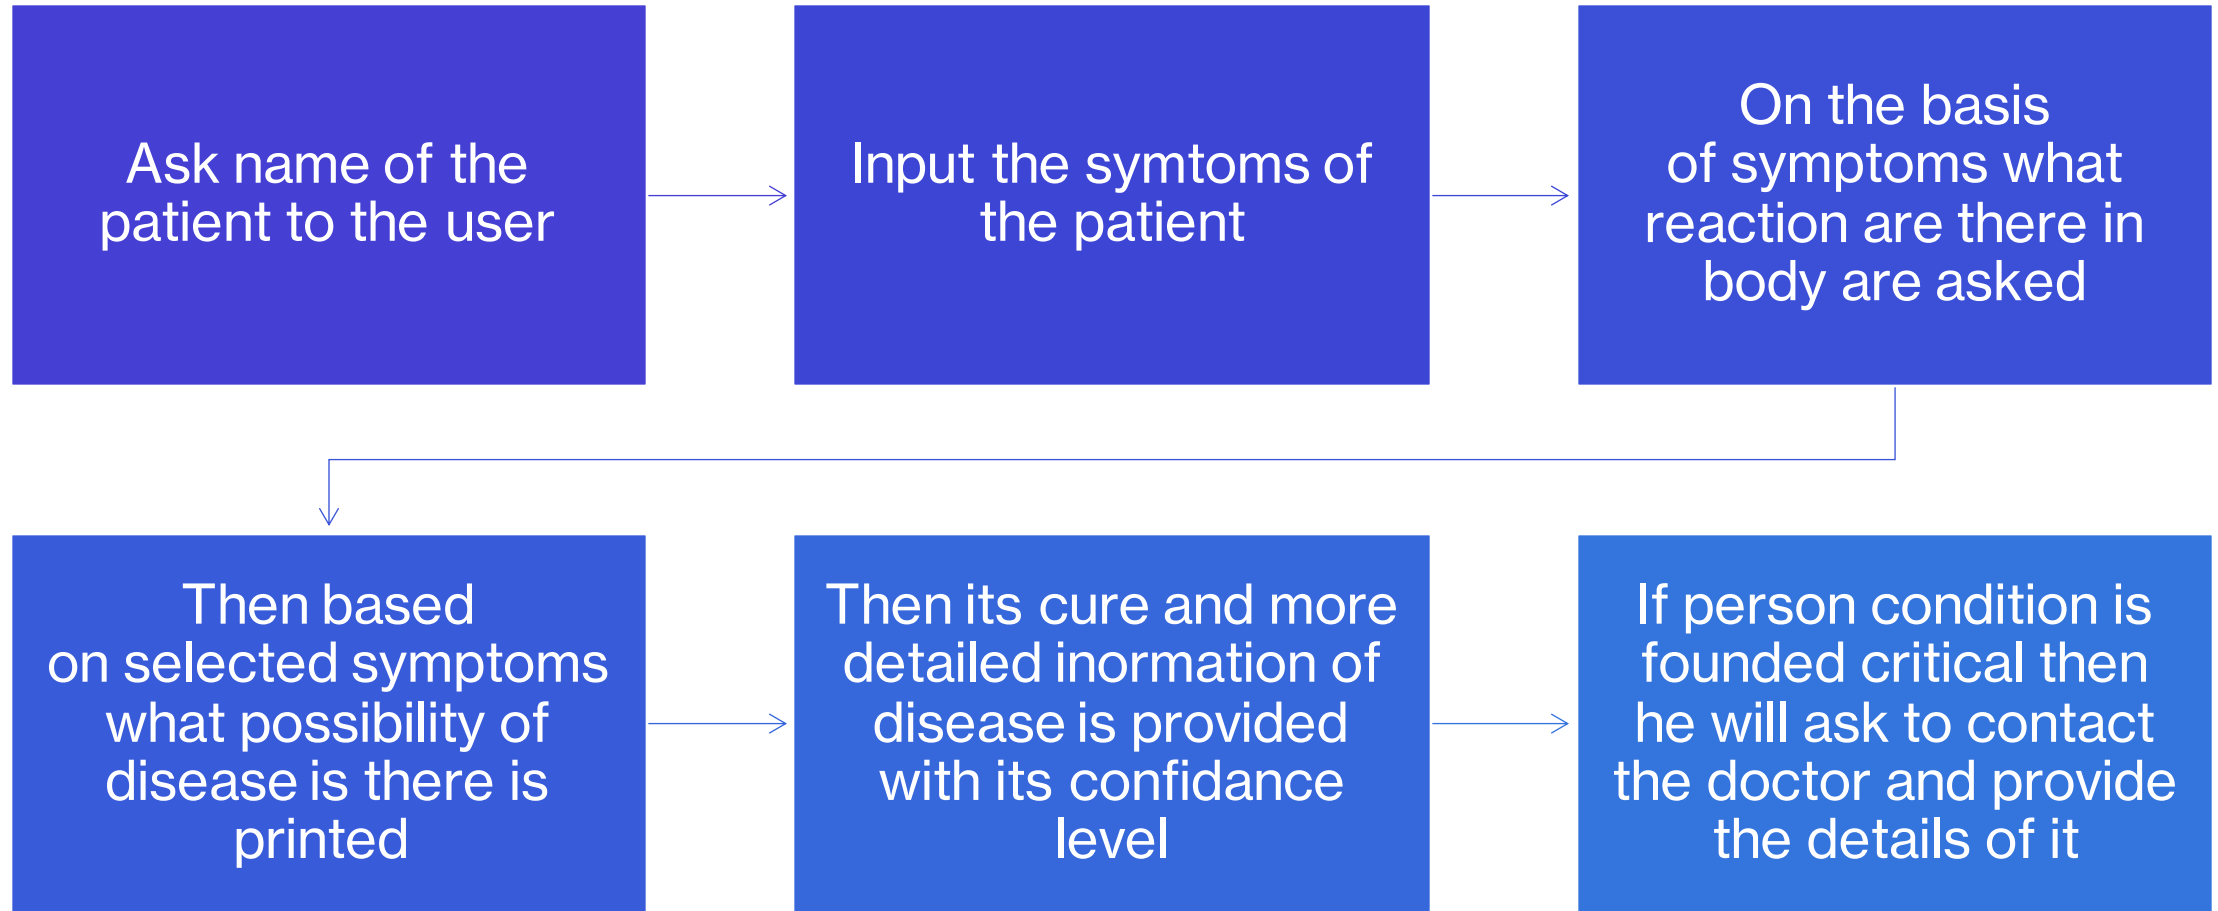 Ask name of the
patient to the user
Input the symtoms of
the patient
On the basis
of symptoms what
reaction are there in
body are asked
Then based
on selected symptoms
what possibility of
disease is there is
printed
Then its cure and more
detailed inormation of
disease is provided
with its confidance
level
If person condition is
founded critical then
he will ask to contact
the doctor and provide
the details of it